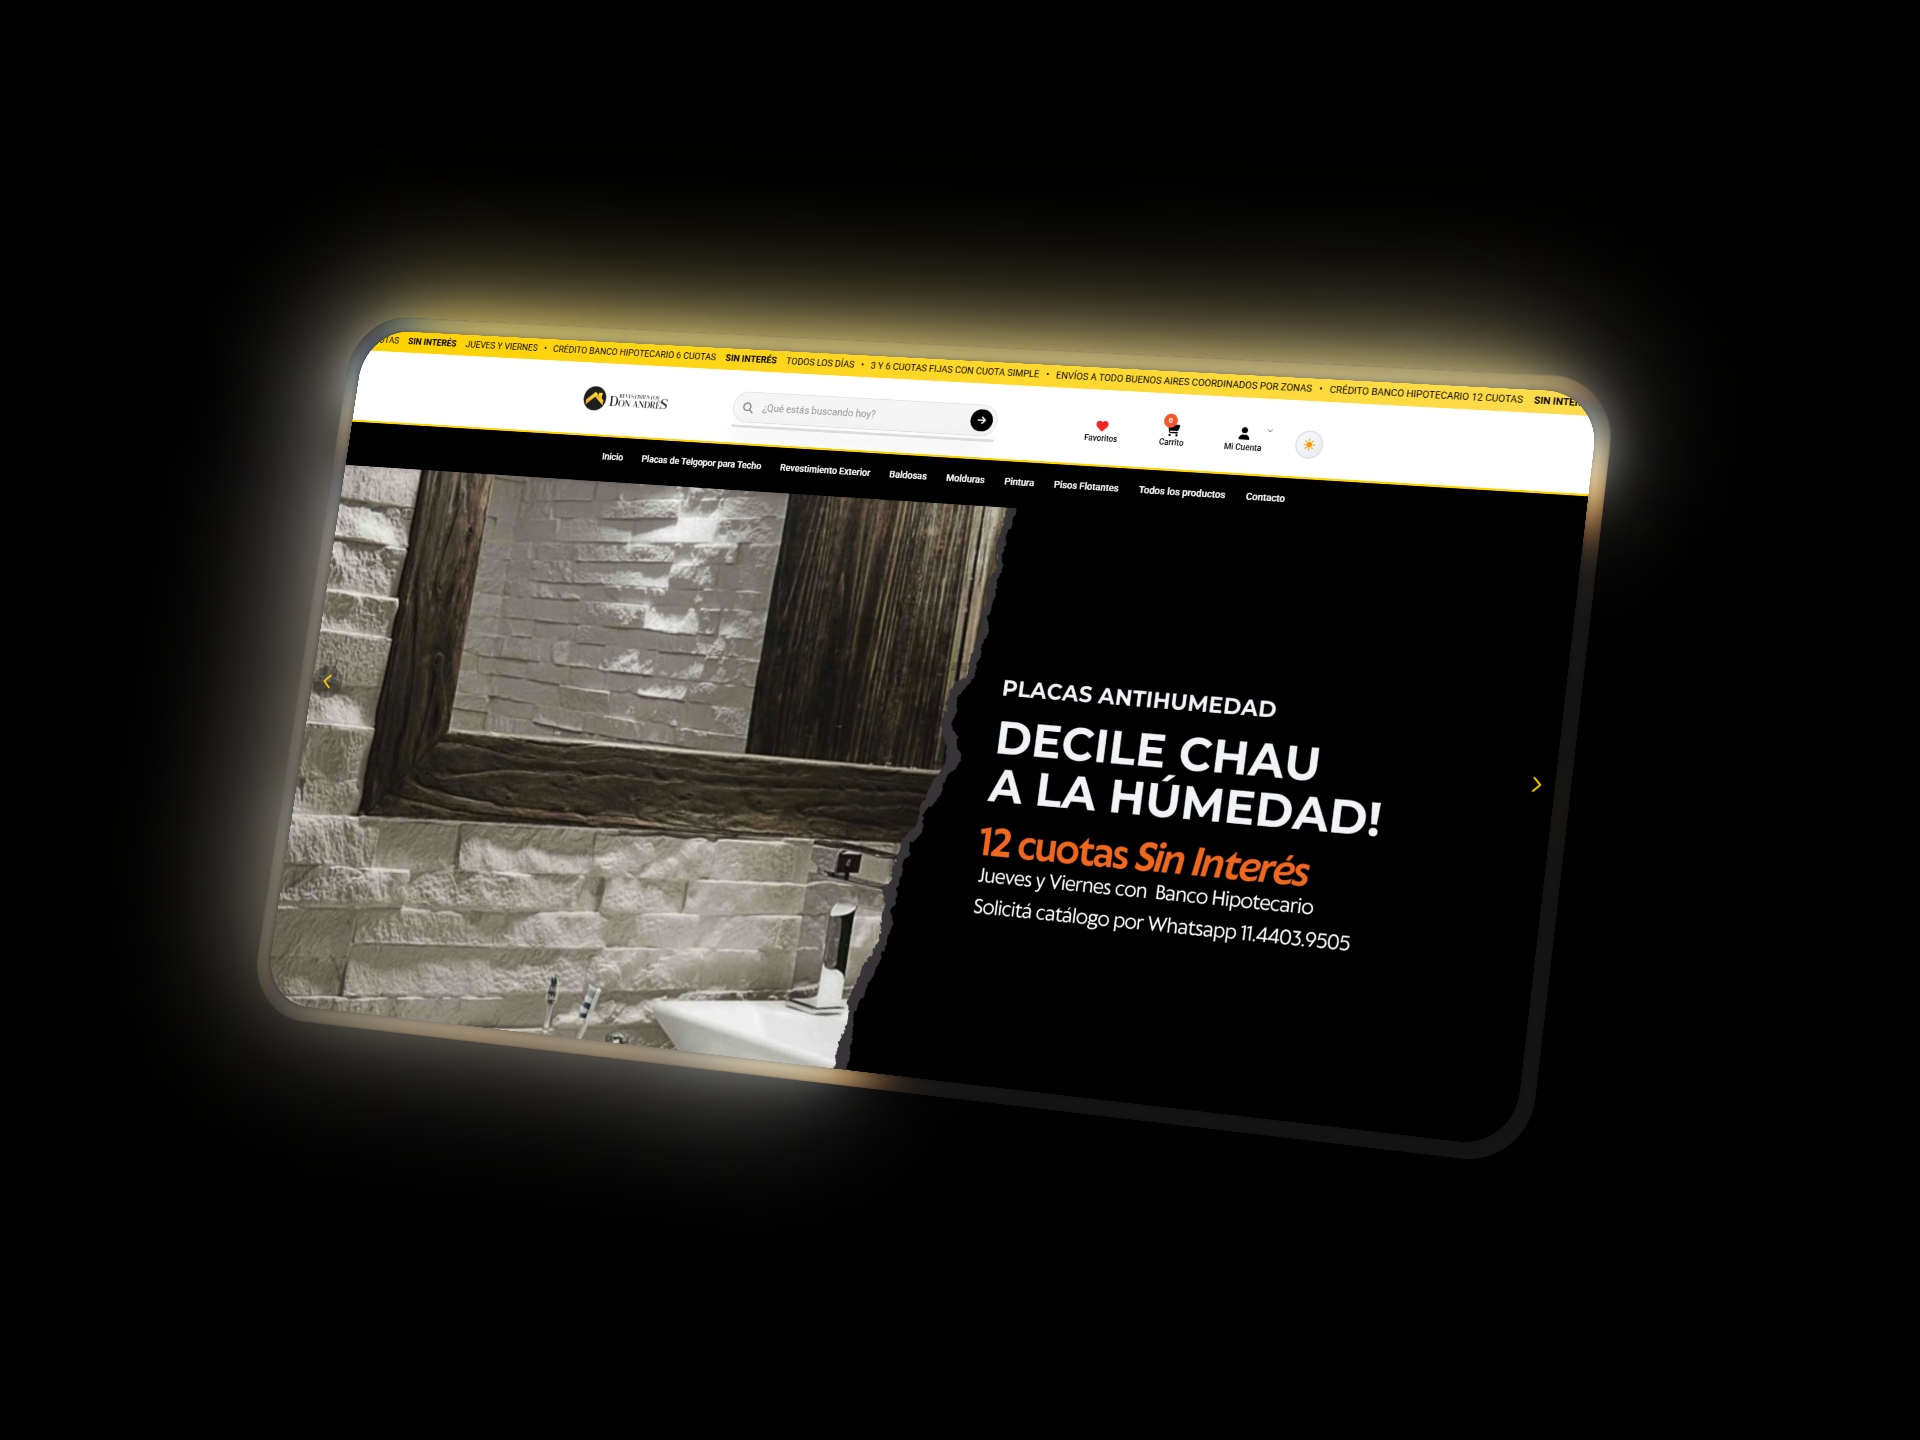 SIN INTERÉS JUEVES Y VIERNES • CRÉDITO BANCO HIPOTECARIO 6 CUOTAS SIN INTERÉS TODOS LOS DÍAS • 3 Y 6 CUOTAS FIJAS CON CUOTA SIMPLE • ENVÍOS A TODO BUENOS AIRES COORDINADOS POR ZONAS • CRÉDITO BANCO HIPOTECARIO 12 CUOTAS SIN
REVESTIMIENTOS
DON ANDRÉS
¿Qué estás buscando hoy?
0
Favoritos
Carrito
Mi Cuenta
Inicio Placas de Telgopor para Techo Revestimiento Exterior Baldosas Molduras Pintura Pisos Flotantes Todos los productos Contacto
PLACAS ANTIHUMEDAD
DECILE CHAU
A LA HÚMEDAD!
12 cuotas Sin Interés
Jueves y Viernes con Banco Hipotecario
Solicitá catálogo por Whatsapp 11.4403.9505